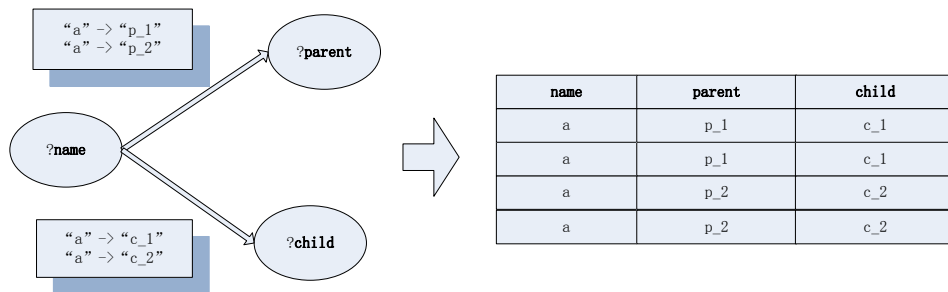 “a” -> “p_1”
“a” -> “p_2”
?parent
?name
“a” -> “c_1”
“a” -> “c_2”
?child
name parent child
a p_1 c_1
a p_1 c_1
a p_2 c_2
a p_2 c_2